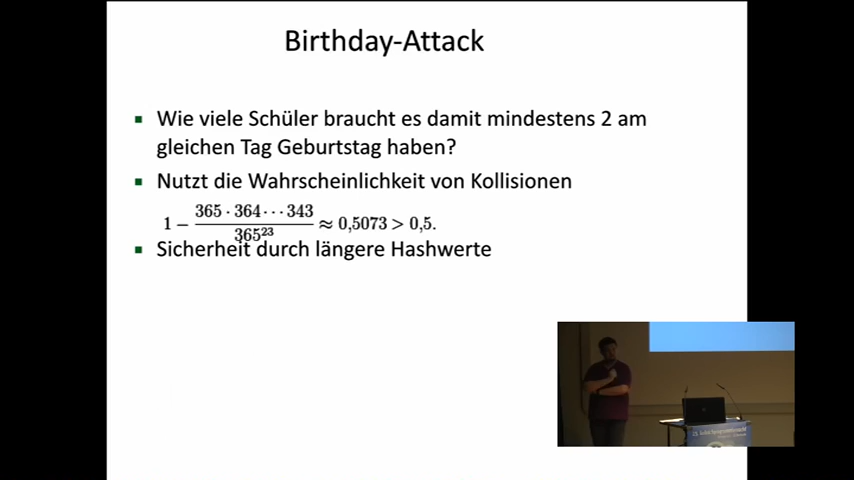 Birthday-Attack
Wie viele Schüler braucht es damit mindestens 2 am
gleichen Tag Geburtstag haben?
Nutzt die Wahrscheinlichkeit von Kollisionen
1 − 365 · 364 · · · 343 / 365²³ ≈ 0,5073 > 0,5.
Sicherheit durch längere Hashwerte